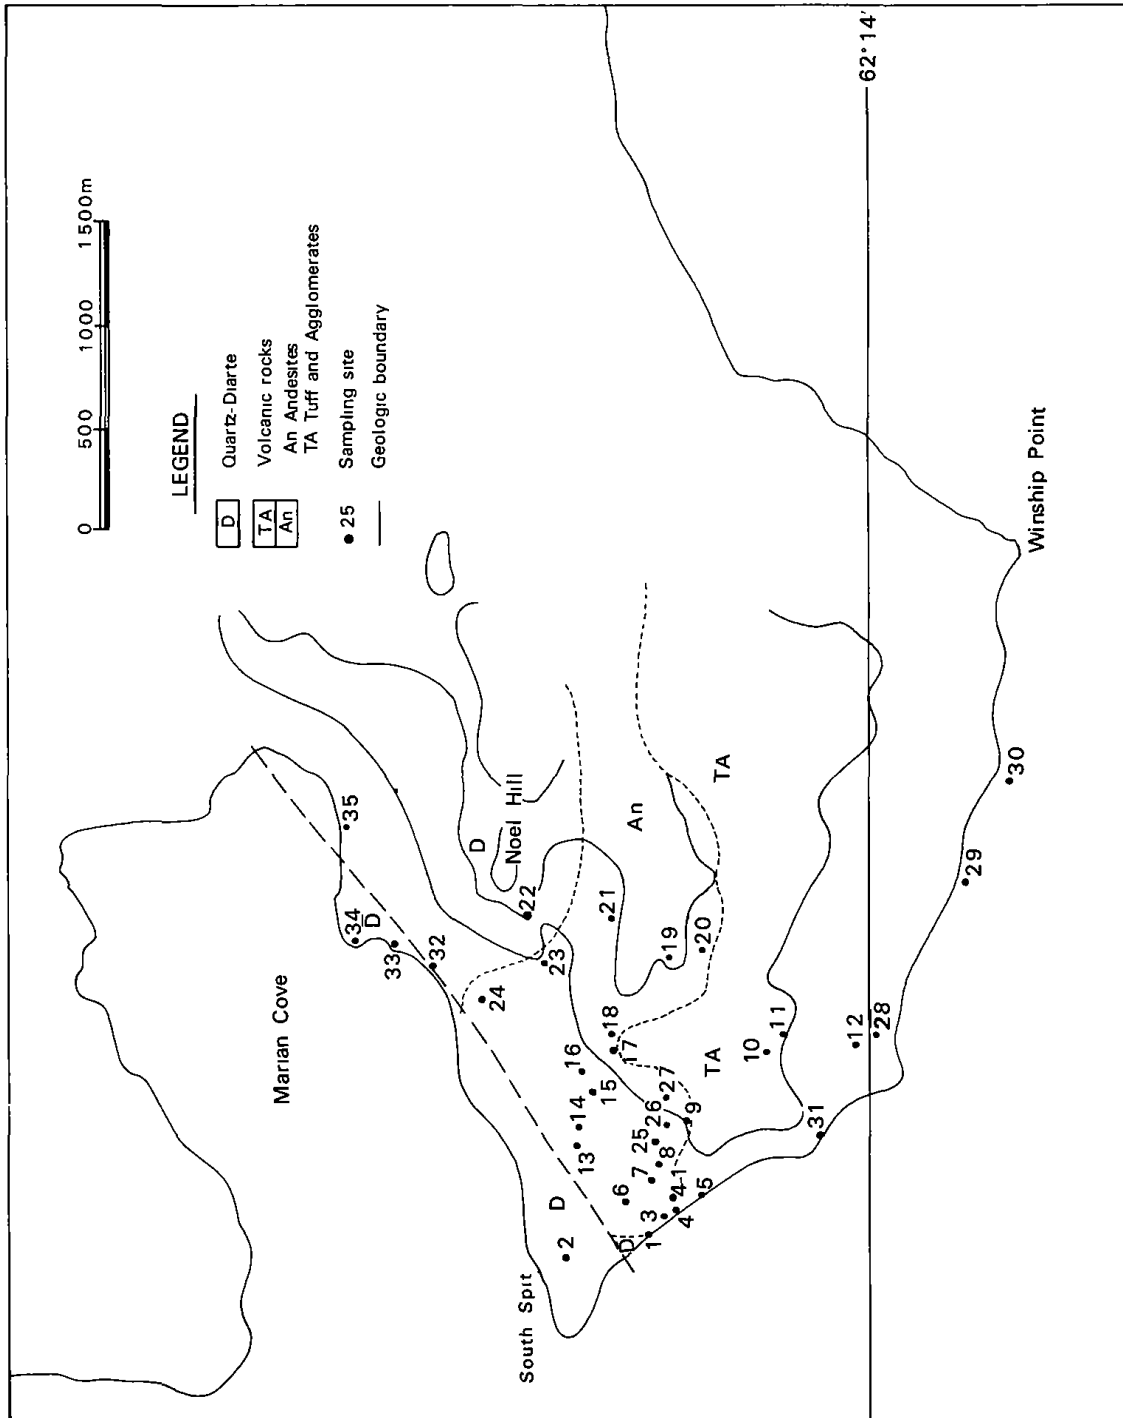 62°14′
0 500 1000 1500m
LEGEND
D Quartz-Diarte
TA Volcanic rocks
An An Andesites
TA Tuff and Agglomerates
25 Sampling site
Geologic boundary
Marian Cove
South Spit
Noel Hill
Winship Point
D
D
D
D
An
TA
TA
1
2
3
4
4-1
5
6
7
8
9
10
11
12
13
14
15
16
17
18
19
20
21
22
23
24
25
26
27
28
29
30
31
32
33
34
35